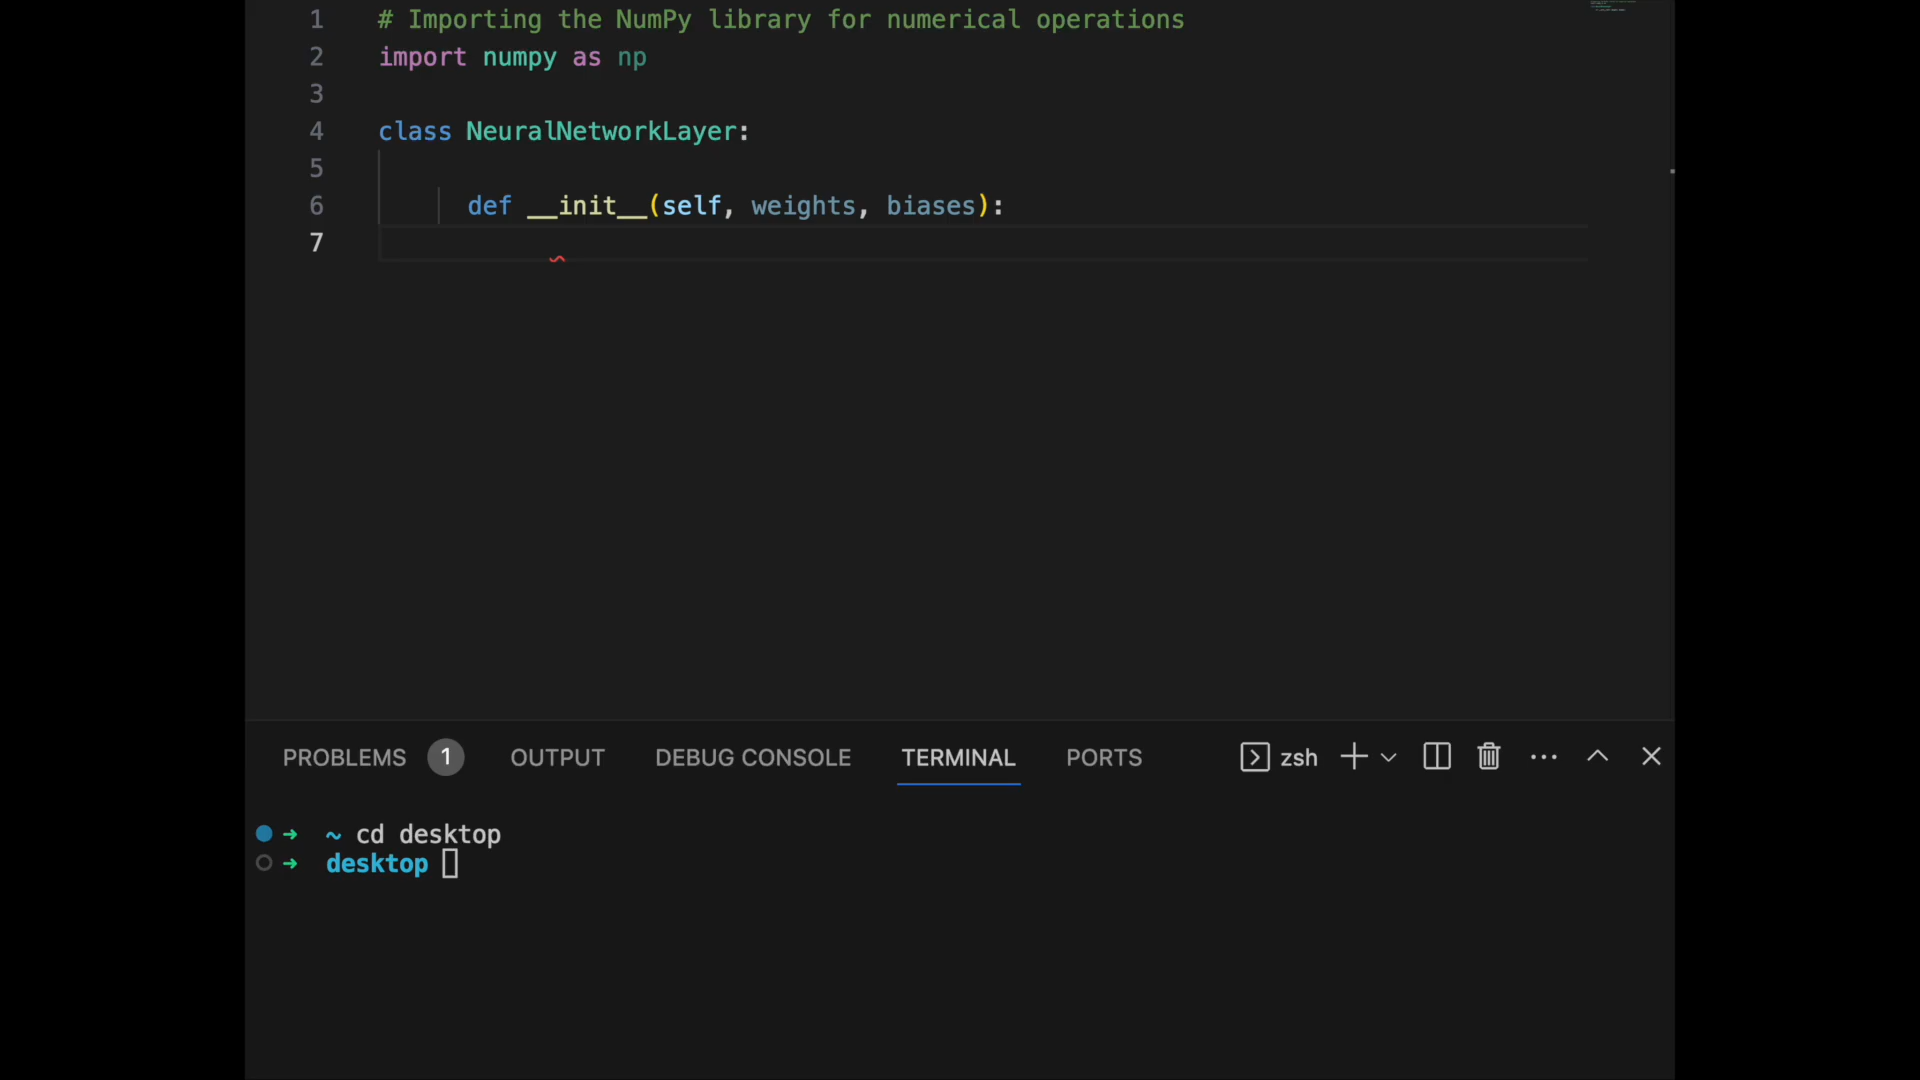 1 # Importing the NumPy library for numerical operations
2 import numpy as np
3
4 class NeuralNetworkLayer:
5
6 def __init__(self, weights, biases):
7
PROBLEMS 1 OUTPUT DEBUG CONSOLE TERMINAL PORTS zsh
➜ ~ cd desktop
➜ desktop